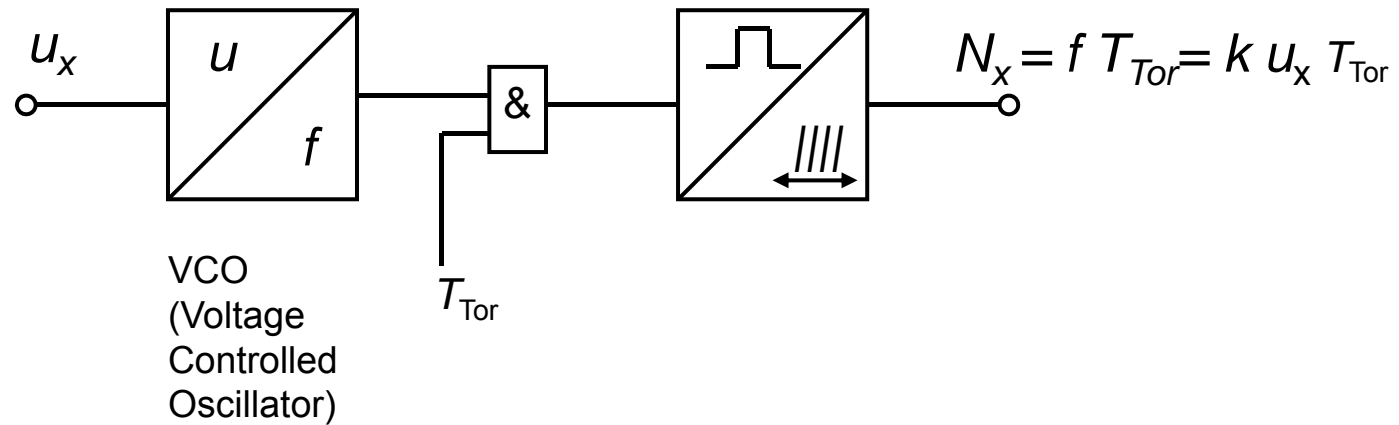 u_x
u
f
&
N_x = f T_Tor = k u_x T_Tor
VCO
(Voltage
Controlled
Oscillator)
T_Tor